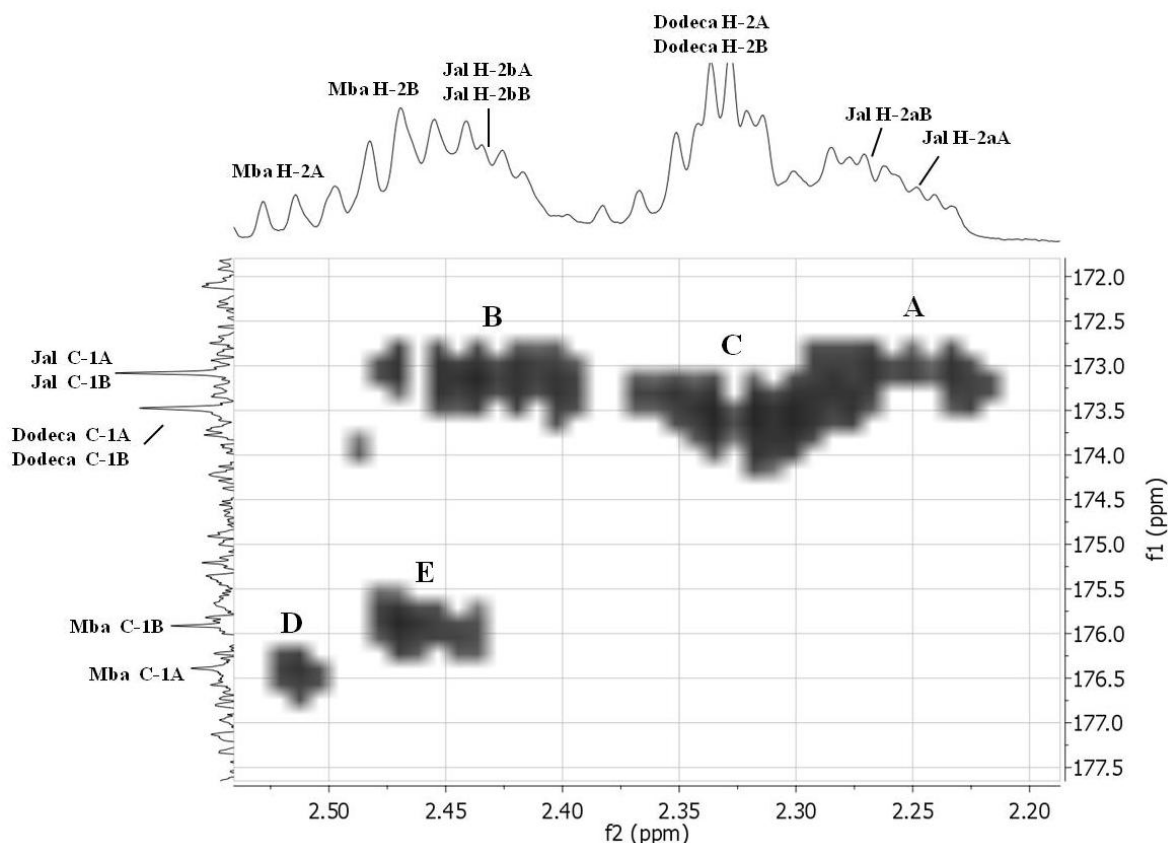 Dodeca H-2A
Dodeca H-2B
Jal H-2bA
Jal H-2bB
Mba H-2B
Mba H-2A
Jal H-2aB
Jal H-2aA
172.0
172.5
173.0
173.5
174.0
174.5
175.0
175.5
176.0
176.5
177.0
177.5
f1 (ppm)
Jal C-1A
Jal C-1B
Dodeca C-1A
Dodeca C-1B
Mba C-1B
Mba C-1A
A
B
C
D
E
2.50 2.45 2.40 2.35 2.30 2.25 2.20
f2 (ppm)